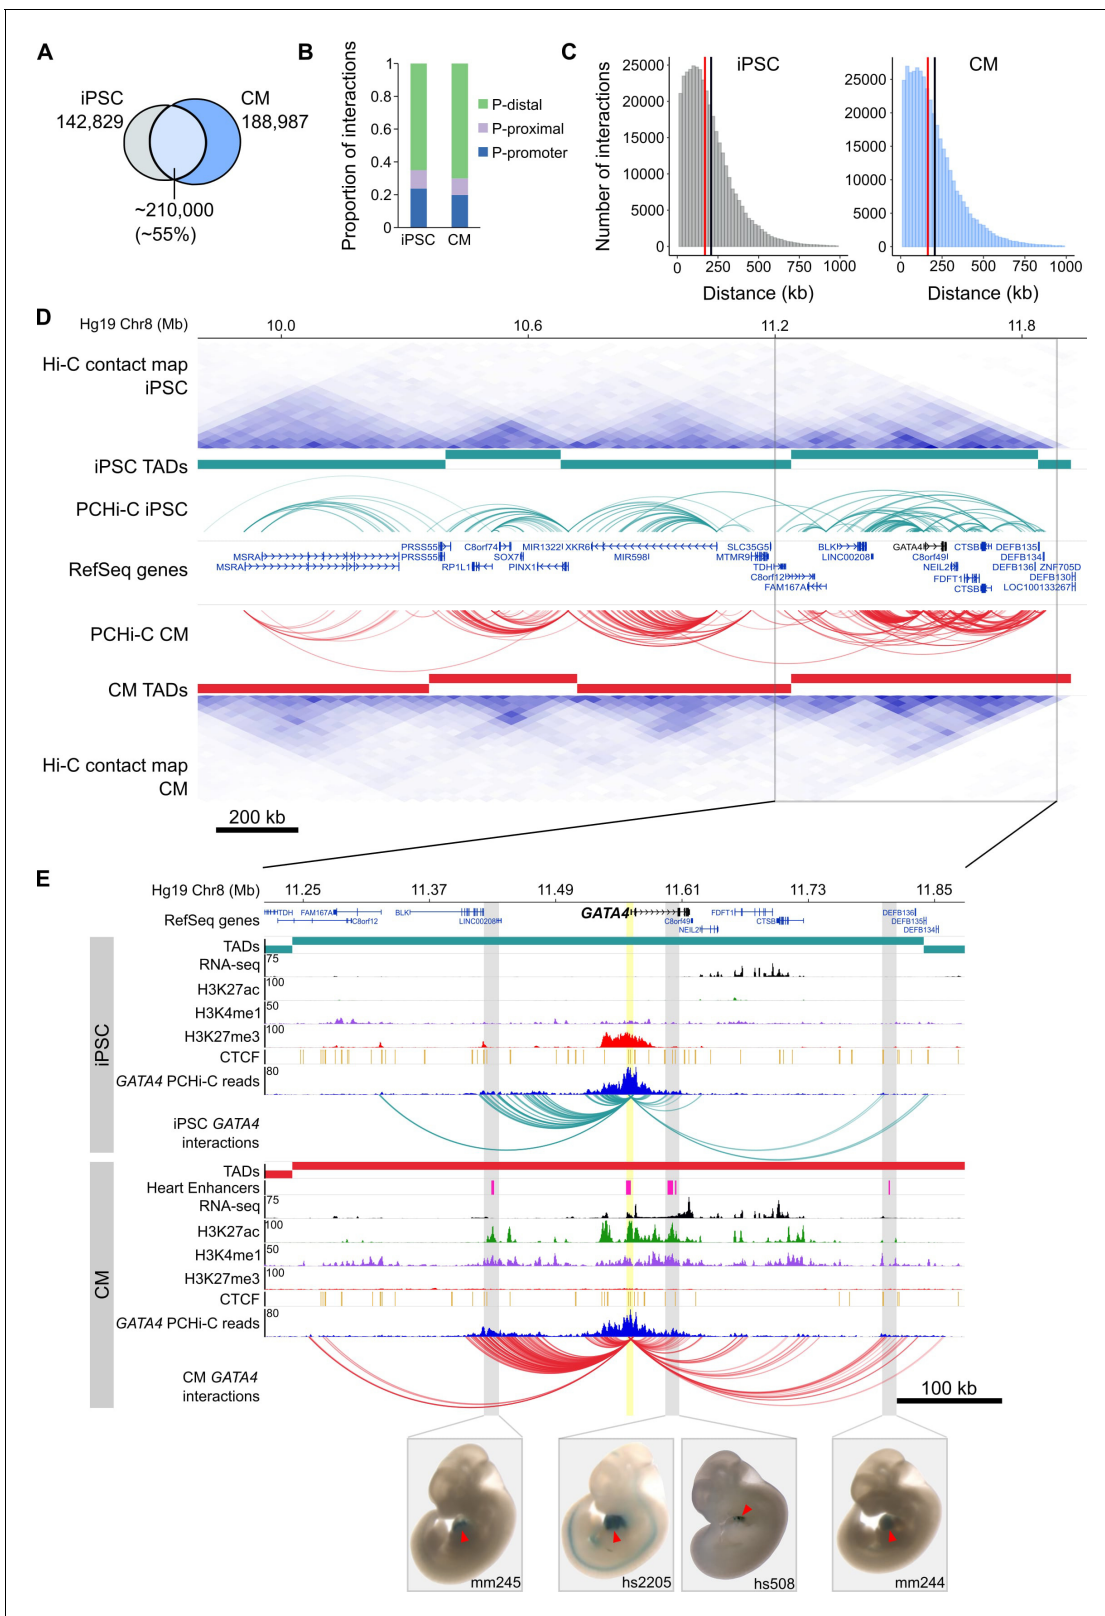 A
iPSC
142,829
CM
188,987
~210,000
(~55%)
B
Proportion of interactions
1
0.8
0.6
0.4
0.2
0
iPSC
CM
P-distal
P-proximal
P-promoter
C
Number of interactions
25000
20000
15000
10000
5000
0
iPSC
0
250
500
750
1000
Distance (kb)
25000
20000
15000
10000
5000
0
CM
0
250
500
750
1000
Distance (kb)
D
Hg19 Chr8 (Mb)
10.0
10.6
11.2
11.8
Hi-C contact map
iPSC
iPSC TADs
PCHi-C iPSC
RefSeq genes
PRSS55
C8orf74
MIR1322
XKR6
SLC35G5
BLK
GATA4
CTSB
DEFB135
MSRA
PRSS55
SOX7
MIR598
MTMR9
LINC00208
C8orf49
DEFB134
MSRA
RP1L1
PINX1
TDH
NEIL2
DEFB136
ZNF705D
C8orf12
FDFT1
DEFB130
FAM167A
CTSB
LOC100133267
PCHi-C CM
CM TADs
Hi-C contact map
CM
200 kb
E
Hg19 Chr8 (Mb)
11.25
11.37
11.49
11.61
11.73
11.85
RefSeq genes
TDH
FAM167A
BLK
GATA4
FDFT1
DEFB136
C8orf12
LINC00208
C8orf49
CTSB
DEFB135
NEIL2
DEFB134
iPSC
TADs
RNA-seq
75
H3K27ac
100
H3K4me1
50
H3K27me3
100
CTCF
GATA4 PCHi-C reads
80
iPSC GATA4
interactions
CM
TADs
Heart Enhancers
RNA-seq
75
H3K27ac
100
H3K4me1
50
H3K27me3
100
CTCF
GATA4 PCHi-C reads
80
CM GATA4
interactions
100 kb
mm245
hs2205
hs508
mm244